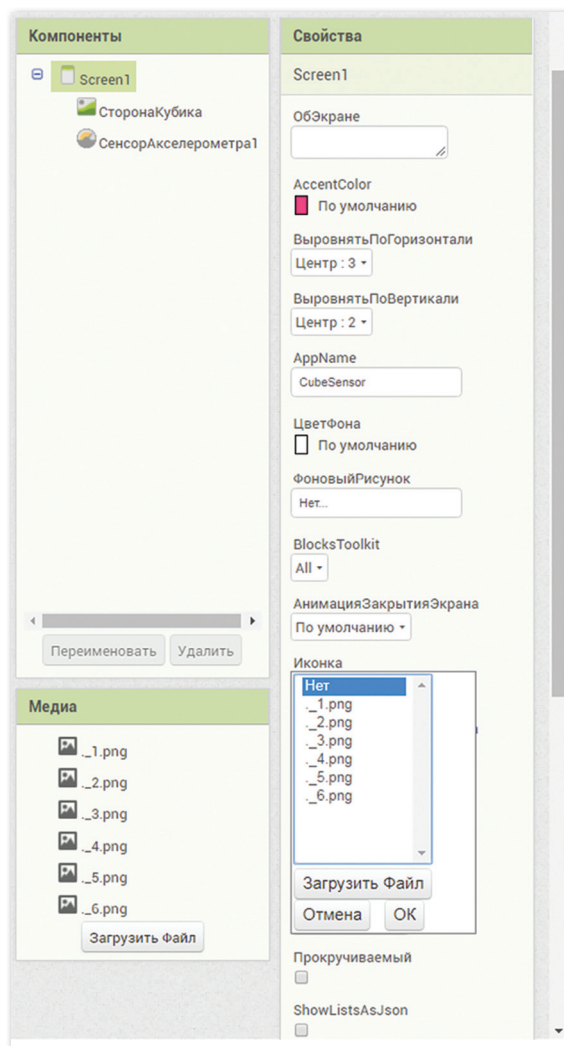 Компоненты
Screen1
СторонаКубика
СенсорАкселерометра1
Переименовать
Удалить
Медиа
._1.png
._2.png
._3.png
._4.png
._5.png
._6.png
Загрузить Файл
Свойства
Screen1
ОбЭкране
AccentColor
По умолчанию
ВыровнятьПоГоризонтали
Центр : 3
ВыровнятьПоВертикали
Центр : 2
AppName
CubeSensor
ЦветФона
По умолчанию
ФоновыйРисунок
Нет...
BlocksToolkit
All
АнимацияЗакрытияЭкрана
По умолчанию
Иконка
Нет
._1.png
._2.png
._3.png
._4.png
._5.png
._6.png
Загрузить Файл
Отмена
ОК
Прокручиваемый
ShowListsAsJson